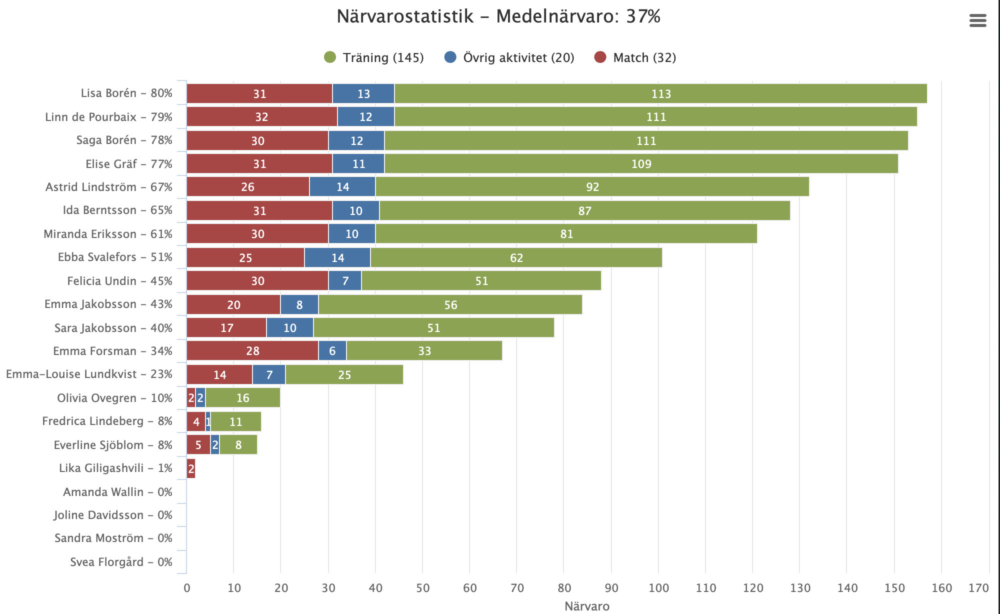 Närvarostatistik – Medelnärvaro: 37%
Träning (145) Övrig aktivitet (20) Match (32)
Lisa Borén – 80% 31 13 113
Linn de Pourbaix – 79% 32 12 111
Saga Borén – 78% 30 12 111
Elise Gräf – 77% 31 11 109
Astrid Lindström – 67% 26 14 92
Ida Berntsson – 65% 31 10 87
Miranda Eriksson – 61% 30 10 81
Ebba Svalefors – 51% 25 14 62
Felicia Undin – 45% 30 7 51
Emma Jakobsson – 43% 20 8 56
Sara Jakobsson – 40% 17 10 51
Emma Forsman – 34% 28 6 33
Emma–Louise Lundkvist – 23% 14 7 25
Olivia Ovegren – 10% 2 2 16
Fredrica Lindeberg – 8% 4 1 11
Everline Sjöblom – 8% 5 2 8
Lika Giligashvili – 1% 2
Amanda Wallin – 0%
Joline Davidsson – 0%
Sandra Moström – 0%
Svea Florgård – 0%
0 10 20 30 40 50 60 70 80 90 100 110 120 130 140 150 160 170
Närvaro